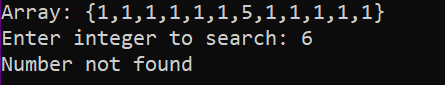 Array: {1,1,1,1,1,1,5,1,1,1,1,1}
Enter integer to search: 6
Number not found